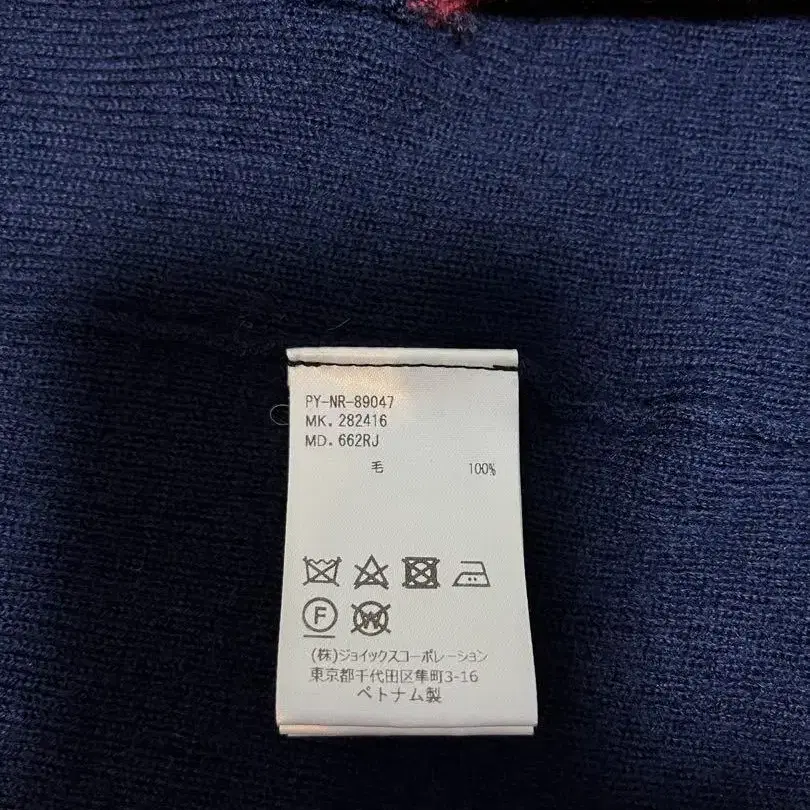 PY-NR-89047
MK. 282416
MD. 662RJ
毛 100%
F
W
(株)ジョイックスコーポレーション
東京都千代田区隼町3-16
ベトナム製